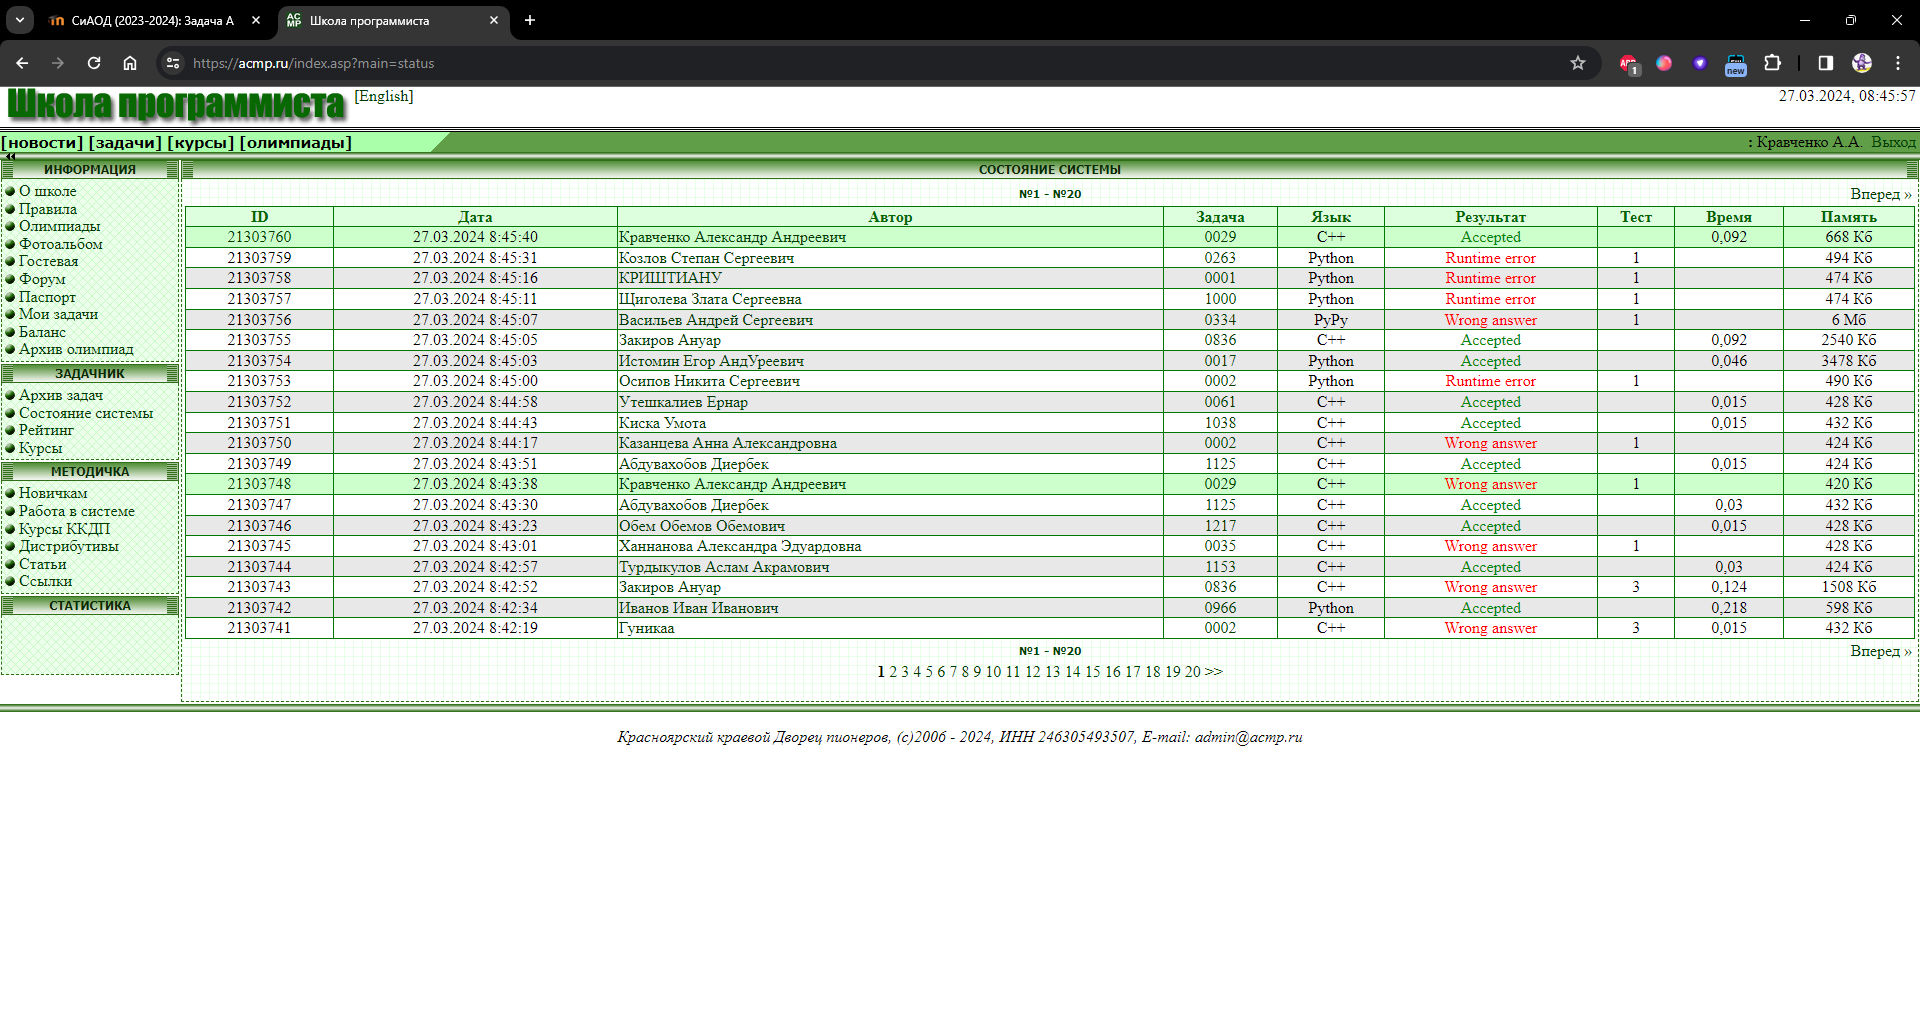 СиАОД (2023-2024): Задача А
Школа программиста
https://acmp.ru/index.asp?main=status
1
new
Школа программиста [English] 27.03.2024, 08:45:57
[новости] [задачи] [курсы] [олимпиады] : Кравченко А.А. Выход
ИНФОРМАЦИЯ
О школе
Правила
Олимпиады
Фотоальбом
Гостевая
Форум
Паспорт
Мои задачи
Баланс
Архив олимпиад
ЗАДАЧНИК
Архив задач
Состояние системы
Рейтинг
Курсы
МЕТОДИЧКА
Новичкам
Работа в системе
Курсы ККДП
Дистрибутивы
Статьи
Ссылки
СТАТИСТИКА
СОСТОЯНИЕ СИСТЕМЫ
№1 - №20 Вперед »
ID Дата Автор Задача Язык Результат Тест Время Память
21303760 27.03.2024 8:45:40 Кравченко Александр Андреевич 0029 C++ Accepted 0,092 668 Кб
21303759 27.03.2024 8:45:31 Козлов Степан Сергеевич 0263 Python Runtime error 1 494 Кб
21303758 27.03.2024 8:45:16 КРИШТИАНУ 0001 Python Runtime error 1 474 Кб
21303757 27.03.2024 8:45:11 Щиголева Злата Сергеевна 1000 Python Runtime error 1 474 Кб
21303756 27.03.2024 8:45:07 Васильев Андрей Сергеевич 0334 PyPy Wrong answer 1 6 Мб
21303755 27.03.2024 8:45:05 Закиров Ануар 0836 C++ Accepted 0,092 2540 Кб
21303754 27.03.2024 8:45:03 Истомин Егор АндУреевич 0017 Python Accepted 0,046 3478 Кб
21303753 27.03.2024 8:45:00 Осипов Никита Сергеевич 0002 Python Runtime error 1 490 Кб
21303752 27.03.2024 8:44:58 Утешкалиев Ернар 0061 C++ Accepted 0,015 428 Кб
21303751 27.03.2024 8:44:43 Киска Умота 1038 C++ Accepted 0,015 432 Кб
21303750 27.03.2024 8:44:17 Казанцева Анна Александровна 0002 C++ Wrong answer 1 424 Кб
21303749 27.03.2024 8:43:51 Абдувахобов Диербек 1125 C++ Accepted 0,015 424 Кб
21303748 27.03.2024 8:43:38 Кравченко Александр Андреевич 0029 C++ Wrong answer 1 420 Кб
21303747 27.03.2024 8:43:30 Абдувахобов Диербек 1125 C++ Accepted 0,03 432 Кб
21303746 27.03.2024 8:43:23 Обем Обемов Обемович 1217 C++ Accepted 0,015 428 Кб
21303745 27.03.2024 8:43:01 Ханнанова Александра Эдуардовна 0035 C++ Wrong answer 1 428 Кб
21303744 27.03.2024 8:42:57 Турдыкулов Аслам Акрамович 1153 C++ Accepted 0,03 424 Кб
21303743 27.03.2024 8:42:52 Закиров Ануар 0836 C++ Wrong answer 3 0,124 1508 Кб
21303742 27.03.2024 8:42:34 Иванов Иван Иванович 0966 Python Accepted 0,218 598 Кб
21303741 27.03.2024 8:42:19 Гуникаа 0002 C++ Wrong answer 3 0,015 432 Кб
№1 - №20 Вперед »
1 2 3 4 5 6 7 8 9 10 11 12 13 14 15 16 17 18 19 20 >>
Красноярский краевой Дворец пионеров, (c)2006 - 2024, ИНН 246305493507, E-mail: admin@acmp.ru